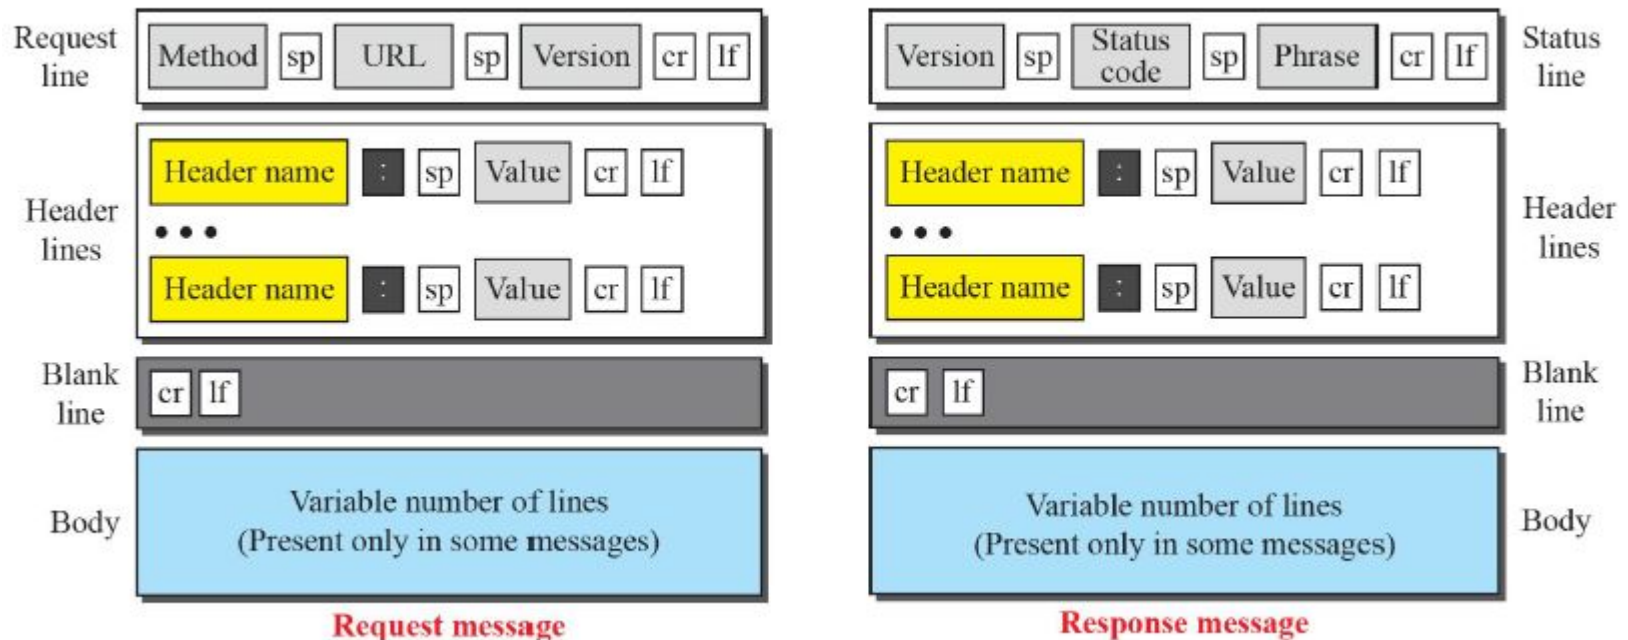 Request line
Method sp URL sp Version cr lf
Header lines
Header name : sp Value cr lf
• • •
Header name : sp Value cr lf
Blank line
cr lf
Body
Variable number of lines
(Present only in some messages)
Request message
Version sp Status code sp Phrase cr lf
Status line
Header name : sp Value cr lf
• • •
Header name : sp Value cr lf
Header lines
cr lf
Blank line
Variable number of lines
(Present only in some messages)
Body
Response message